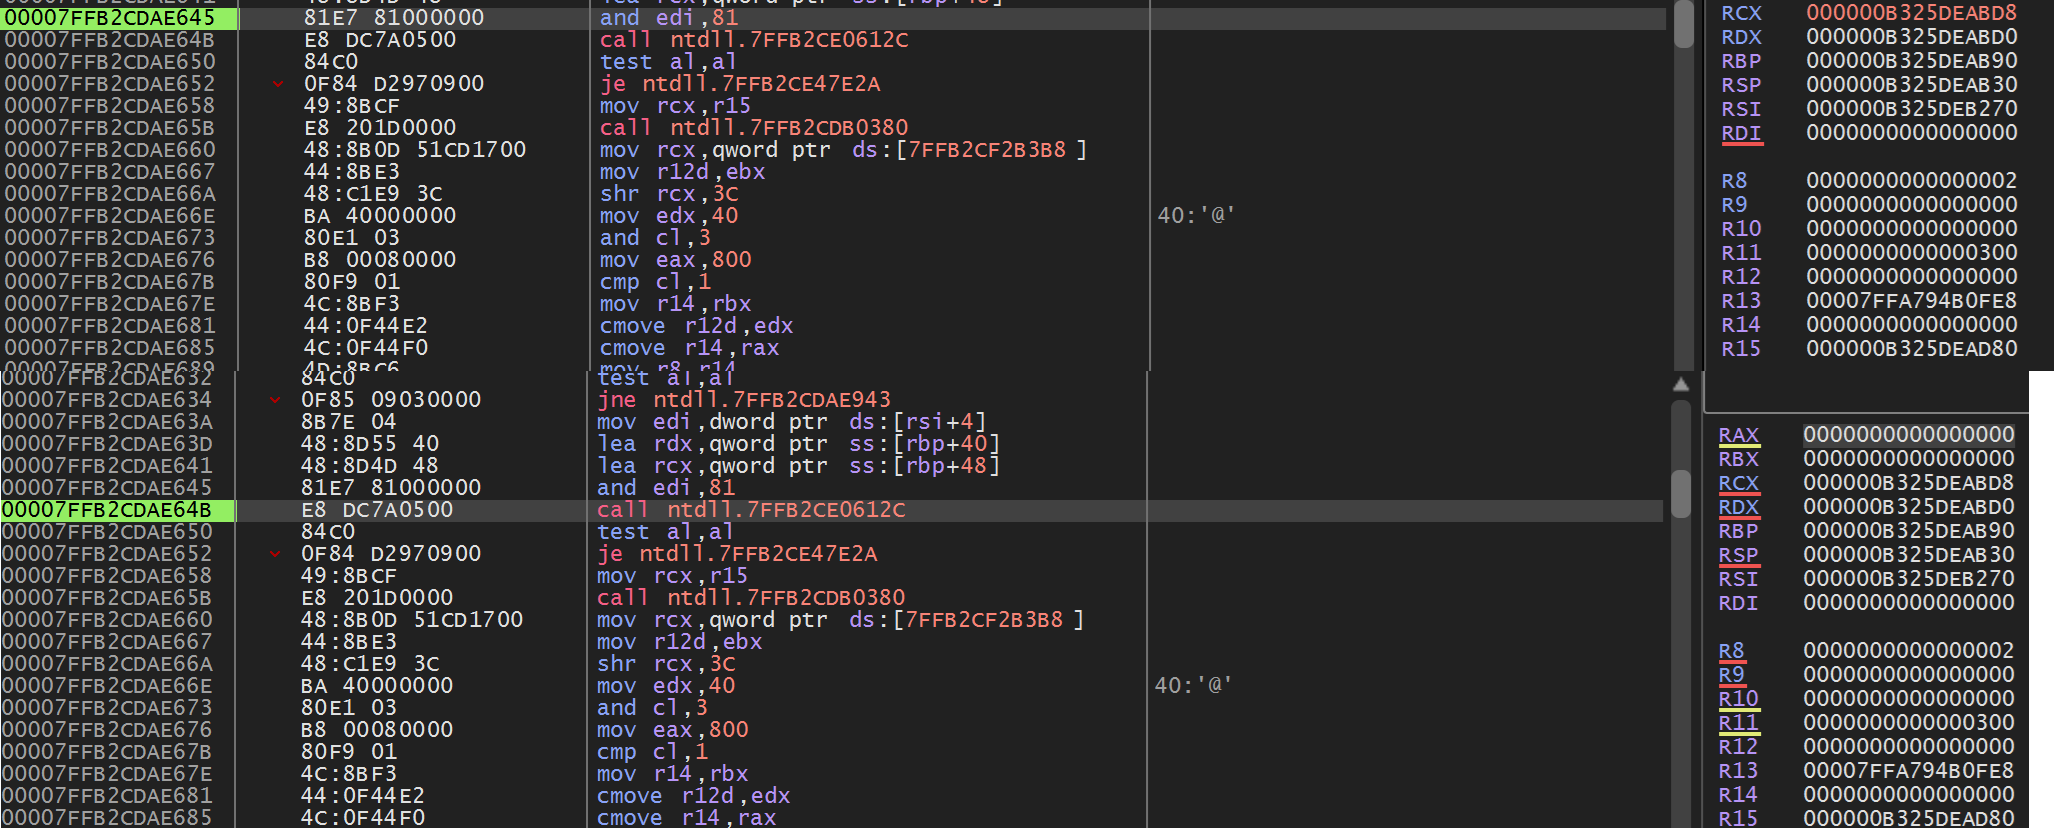 lea rcx,qword ptr ss:[rbp+48]
00007FFB2CDAE645 81E7 81000000 and edi,81 RCX 000000B325DEABD8
00007FFB2CDAE64B E8 DC7A0500 call ntdll.7FFB2CE0612C RDX 000000B325DEABD0
00007FFB2CDAE650 84C0 test al,al RBP 000000B325DEAB90
00007FFB2CDAE652 0F84 D2970900 je ntdll.7FFB2CE47E2A RSP 000000B325DEAB30
00007FFB2CDAE658 49:8BCF mov rcx,r15 RSI 000000B325DEB270
00007FFB2CDAE65B E8 201D0000 call ntdll.7FFB2CDB0380 RDI 0000000000000000
00007FFB2CDAE660 48:8B0D 51CD1700 mov rcx,qword ptr ds:[7FFB2CF2B3B8]
00007FFB2CDAE667 44:8BE3 mov r12d,ebx R8 0000000000000002
00007FFB2CDAE66A 48:C1E9 3C shr rcx,3C R9 0000000000000000
00007FFB2CDAE66E BA 40000000 mov edx,40 40:'@' R10 0000000000000000
00007FFB2CDAE673 80E1 03 and cl,3 R11 0000000000000300
00007FFB2CDAE676 B8 00080000 mov eax,800 R12 0000000000000000
00007FFB2CDAE67B 80F9 01 cmp cl,1 R13 00007FFA794B0FE8
00007FFB2CDAE67E 4C:8BF3 mov r14,rbx R14 0000000000000000
00007FFB2CDAE681 44:0F44E2 cmove r12d,edx R15 000000B325DEAD80
00007FFB2CDAE685 4C:0F44F0 cmove r14,rax
00007FFB2CDAE689 4D:8BC6 mov r8,r14
00007FFB2CDAE632 84C0 test al,al
00007FFB2CDAE634 0F85 09030000 jne ntdll.7FFB2CDAE943
00007FFB2CDAE63A 8B7E 04 mov edi,dword ptr ds:[rsi+4] RAX 0000000000000000
00007FFB2CDAE63D 48:8D55 40 lea rdx,qword ptr ss:[rbp+40] RBX 0000000000000000
00007FFB2CDAE641 48:8D4D 48 lea rcx,qword ptr ss:[rbp+48] RCX 000000B325DEABD8
00007FFB2CDAE645 81E7 81000000 and edi,81 RDX 000000B325DEABD0
00007FFB2CDAE64B E8 DC7A0500 call ntdll.7FFB2CE0612C RBP 000000B325DEAB90
00007FFB2CDAE650 84C0 test al,al RSP 000000B325DEAB30
00007FFB2CDAE652 0F84 D2970900 je ntdll.7FFB2CE47E2A RSI 000000B325DEB270
00007FFB2CDAE658 49:8BCF mov rcx,r15 RDI 0000000000000000
00007FFB2CDAE65B E8 201D0000 call ntdll.7FFB2CDB0380
00007FFB2CDAE660 48:8B0D 51CD1700 mov rcx,qword ptr ds:[7FFB2CF2B3B8] R8 0000000000000002
00007FFB2CDAE667 44:8BE3 mov r12d,ebx R9 0000000000000000
00007FFB2CDAE66A 48:C1E9 3C shr rcx,3C R10 0000000000000000
00007FFB2CDAE66E BA 40000000 mov edx,40 40:'@' R11 0000000000000300
00007FFB2CDAE673 80E1 03 and cl,3 R12 0000000000000000
00007FFB2CDAE676 B8 00080000 mov eax,800 R13 00007FFA794B0FE8
00007FFB2CDAE67B 80F9 01 cmp cl,1 R14 0000000000000000
00007FFB2CDAE67E 4C:8BF3 mov r14,rbx R15 000000B325DEAD80
00007FFB2CDAE681 44:0F44E2 cmove r12d,edx
00007FFB2CDAE685 4C:0F44F0 cmove r14,rax